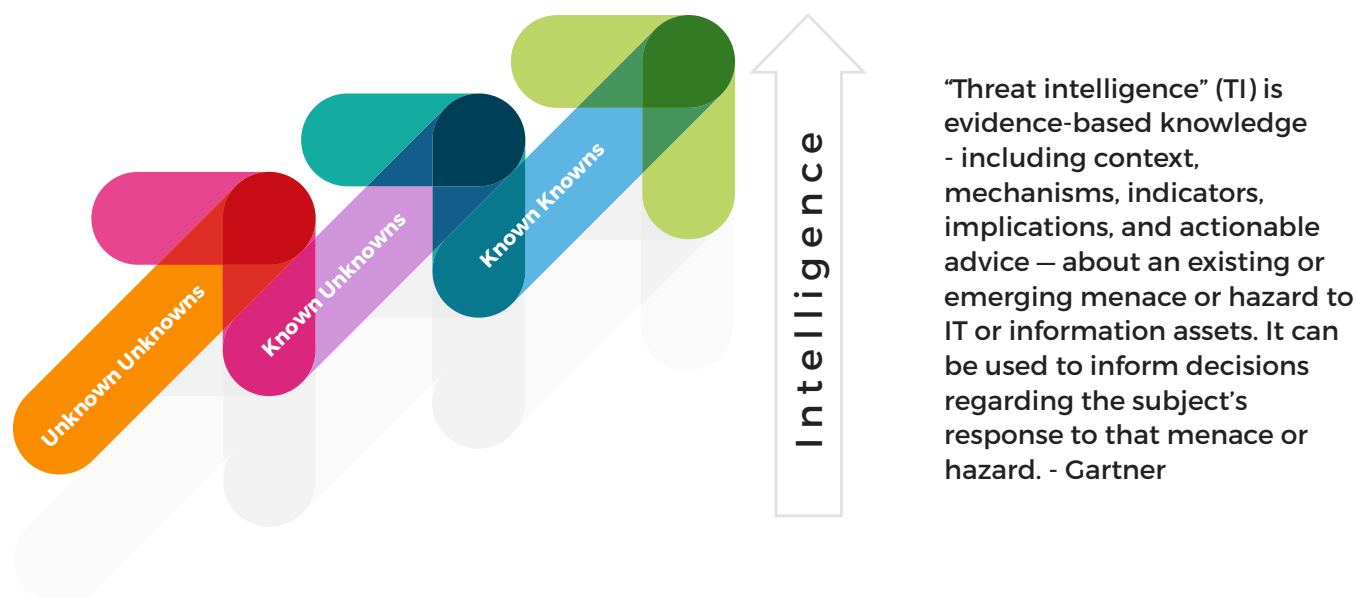 Unknown Unknowns
Known Unknowns
Known Knowns
Intelligence
“Threat intelligence” (TI) is
evidence-based knowledge
- including context,
mechanisms, indicators,
implications, and actionable
advice — about an existing or
emerging menace or hazard to
IT or information assets. It can
be used to inform decisions
regarding the subject’s
response to that menace or
hazard. - Gartner